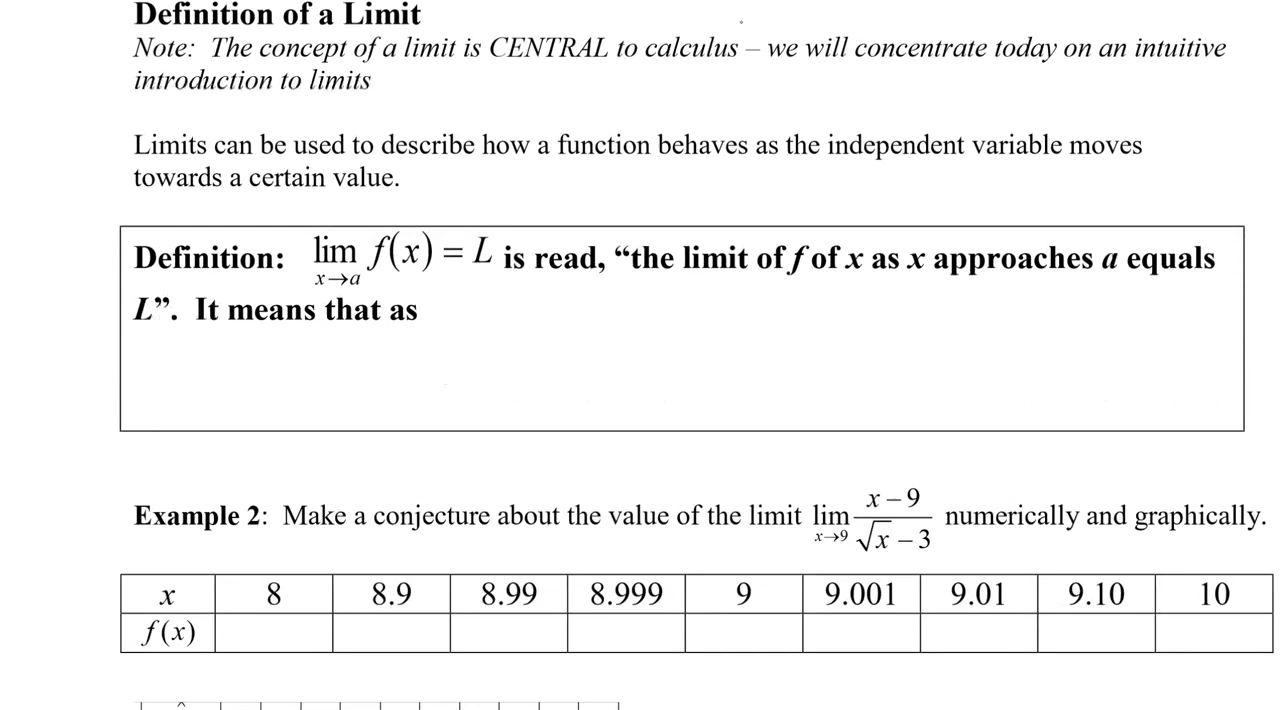 Definition of a Limit
Note: The concept of a limit is CENTRAL to calculus – we will concentrate today on an intuitive
introduction to limits
Limits can be used to describe how a function behaves as the independent variable moves
towards a certain value.
Definition: lim x→a f(x) = L is read, “the limit of f of x as x approaches a equals
L”. It means that as
Example 2: Make a conjecture about the value of the limit lim x→9 (x – 9)/(√x – 3) numerically and graphically.
x 8 8.9 8.99 8.999 9 9.001 9.01 9.10 10
f(x)